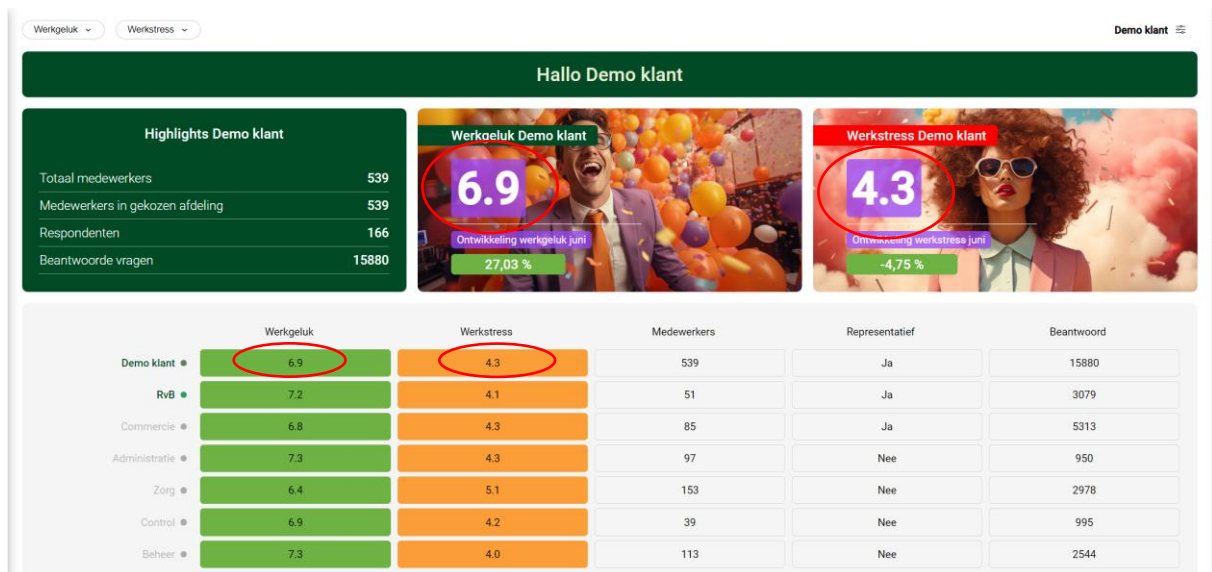 Werkgeluk Werkstress Demo klant
Hallo Demo klant
Highlights Demo klant
Totaal medewerkers 539
Medewerkers in gekozen afdeling 539
Respondenten 166
Beantwoorde vragen 15880
Werkgeluk Demo klant
6.9
Ontwikkeling werkgeluk juni
27,03 %
Werkstress Demo klant
4.3
Ontwikkeling werkstress juni
-4,75 %
Werkgeluk Werkstress Medewerkers Representatief Beantwoord
Demo klant 6.9 4.3 539 Ja 15880
RvB 7.2 4.1 51 Ja 3079
Commercie 6.8 4.3 85 Ja 5313
Administratie 7.3 4.3 97 Nee 950
Zorg 6.4 5.1 153 Nee 2978
Control 6.9 4.2 39 Nee 995
Beheer 7.3 4.0 113 Nee 2544